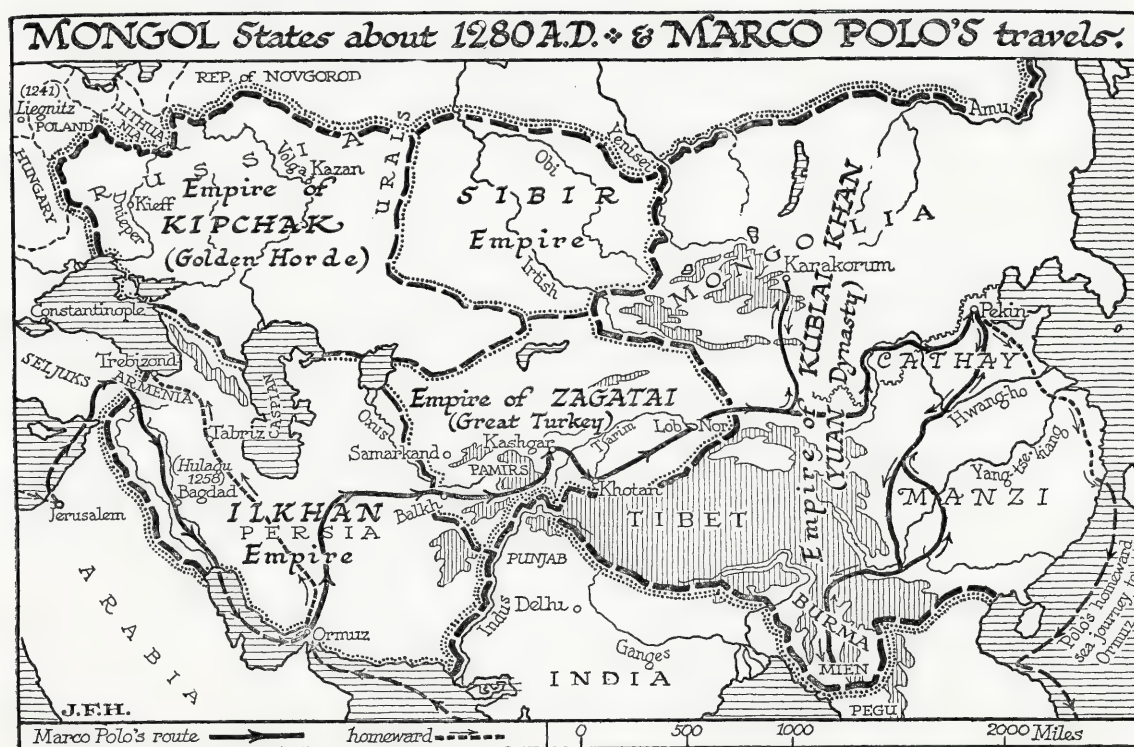 MONGOL States about 1280 A.D. & MARCO POLO'S travels.
REP. of NOVGOROD
(1241)
Liegnitz
POLAND
LITHUA
NIA
HUNGARY
RUSSIA
Volga
Kazan
Kieff
Dnieper
Empire of
KIPCHAK
(Golden Horde)
URALS
Obi
Yenisei
SIBIR
Empire
Irtish
Amur
MONGOLIA
Karakorum
Empire of KUBLAI KHAN
(YUAN Dynasty)
Constantinople
Trebizond
SELJUKS
ARMENIA
CASPIAN
Tabriz
Oxus
Empire of ZAGATAI
(Great Turkey)
Samarkand
Kashgar
Tarim
Lob Nor
PAMIRS
Khotan
Balkh
Pekin
CATHAY
Hwang-ho
Yang-tse-kiang
MANZI
(Hulagu
1258)
Bagdad
Jerusalem
ILKHAN
PERSIA
Empire
TIBET
PUNJAB
Indus
Delhi
Ganges
INDIA
BURMA
MIEN
PEGU
Ormuz
ARABIA
Polo's homeward
sea journey to
Ormuz
J.F.H.
Marco Polo's route homeward 0 500 1000 2000 Miles